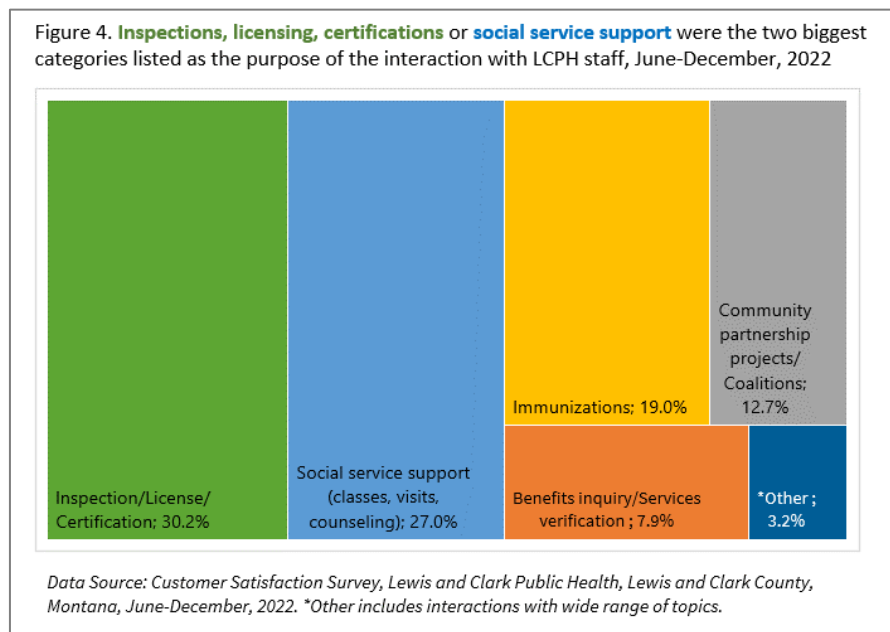 Figure 4. Inspections, licensing, certifications or social service support were the two biggest
categories listed as the purpose of the interaction with LCPH staff, June-December, 2022
Inspection/License/
Certification; 30.2%
Social service support
(classes, visits,
counseling); 27.0%
Immunizations; 19.0%
Community
partnership
projects/
Coalitions;
12.7%
Benefits inquiry/Services
verification ; 7.9%
*Other ;
3.2%
Data Source: Customer Satisfaction Survey, Lewis and Clark Public Health, Lewis and Clark County,
Montana, June-December, 2022. *Other includes interactions with wide range of topics.